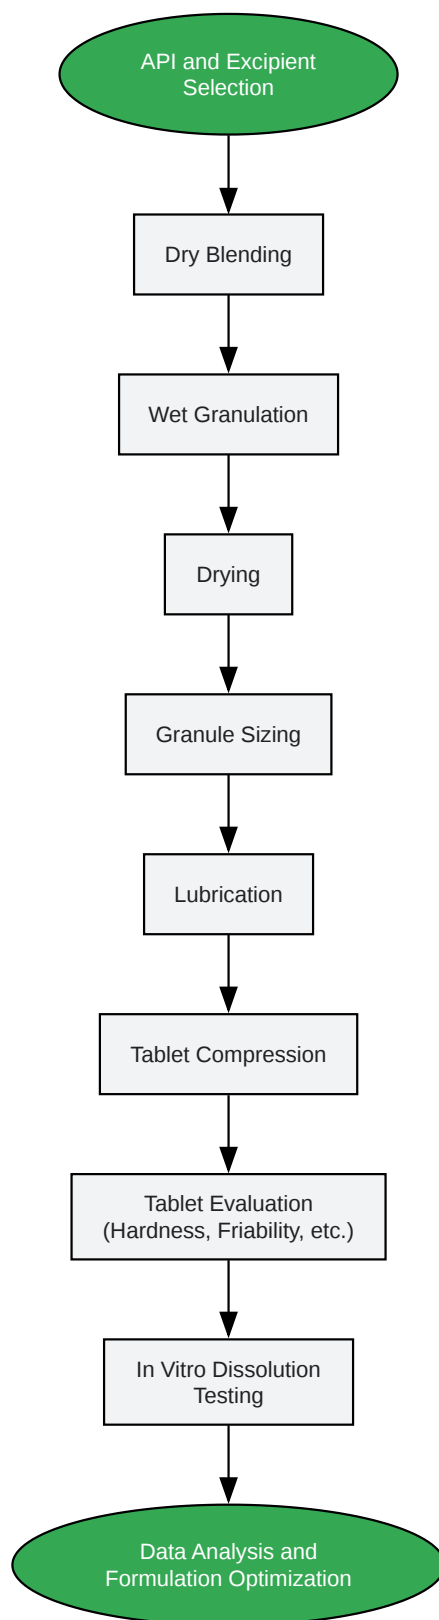 API and Excipient
Selection
Dry Blending
Wet Granulation
Drying
Granule Sizing
Lubrication
Tablet Compression
Tablet Evaluation
(Hardness, Friability, etc.)
In Vitro Dissolution
Testing
Data Analysis and
Formulation Optimization